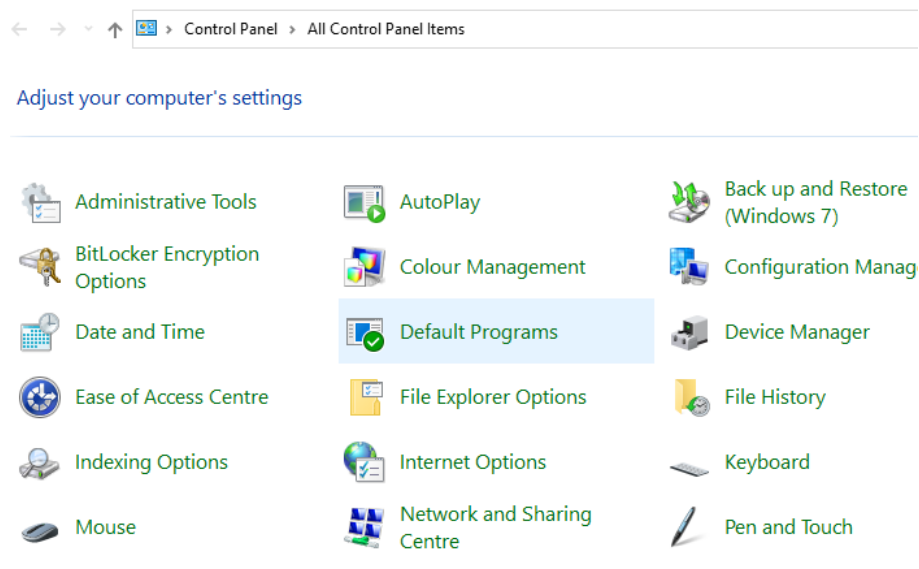 Control Panel > All Control Panel Items
Adjust your computer's settings
Administrative Tools
AutoPlay
Back up and Restore
(Windows 7)
BitLocker Encryption
Options
Colour Management
Configuration Manag
Date and Time
Default Programs
Device Manager
Ease of Access Centre
File Explorer Options
File History
Indexing Options
Internet Options
Keyboard
Mouse
Network and Sharing
Centre
Pen and Touch